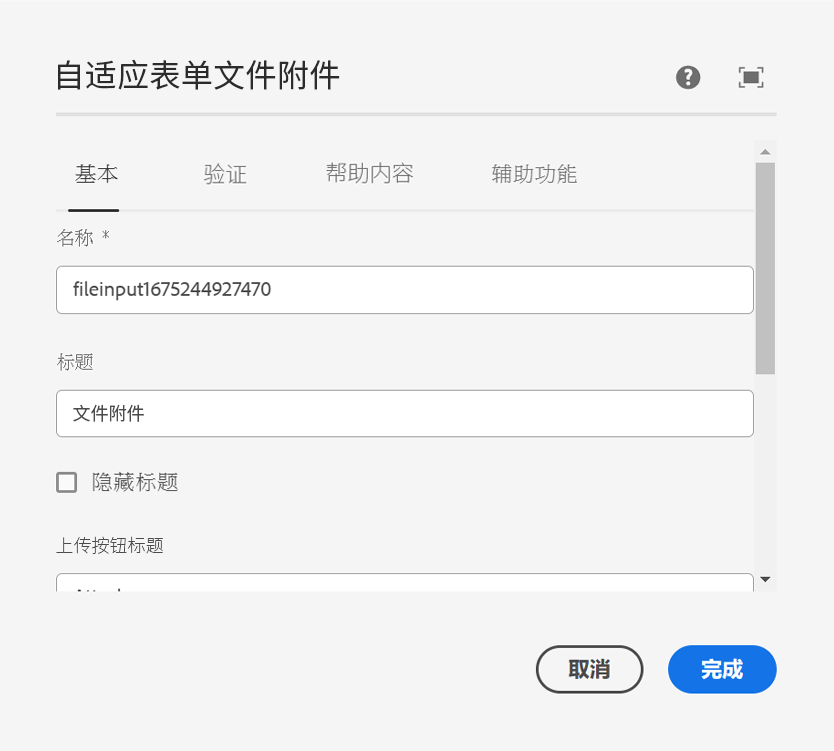 自适应表单文件附件
基本 验证 帮助内容 辅助功能
名称 *
fileinput1675244927470
标题
文件附件
隐藏标题
上传按钮标题
取消 完成